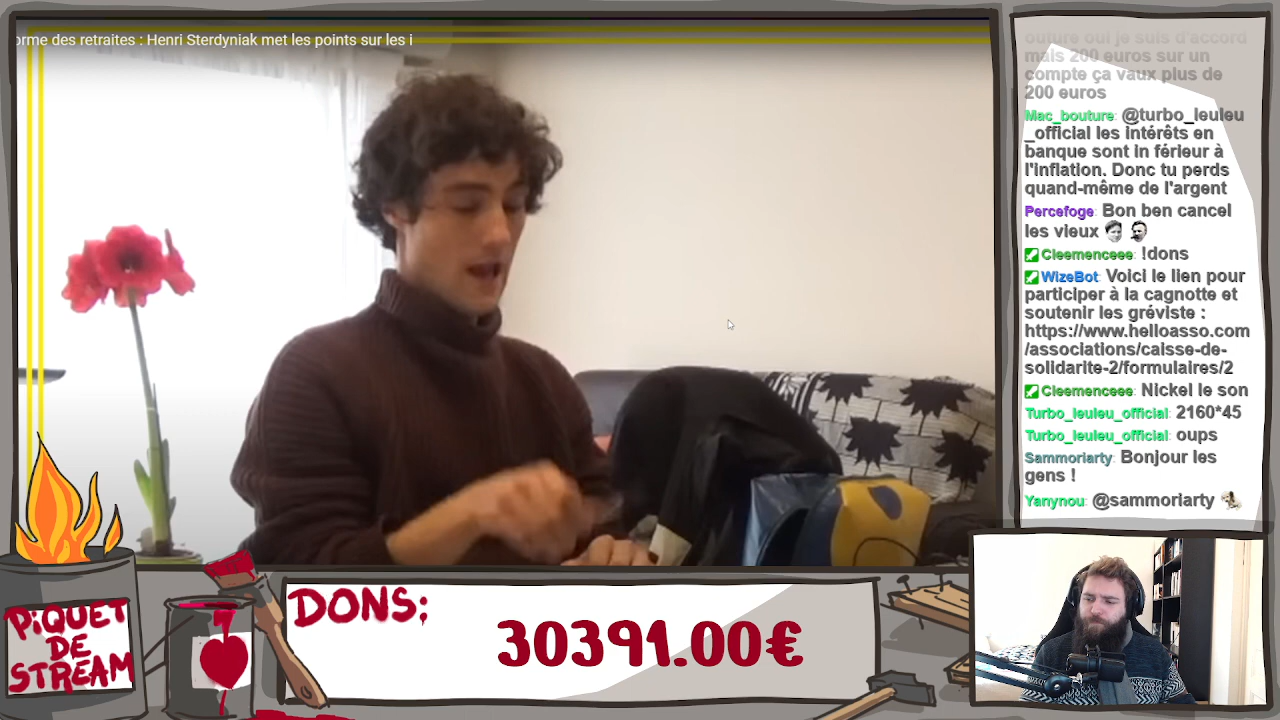 orme des retraites : Henri Sterdyniak met les points sur les i
outure oui je suis d'accord
mais 200 euros sur un
compte ça vaux plus de
200 euros
Mac_bouture: @turbo_leuleu
_official les intérêts en
banque sont in férieur à
l'inflation. Donc tu perds
quand-même de l'argent
Percefoge: Bon ben cancel
les vieux
Cleemenceee: !dons
WizeBot: Voici le lien pour
participer à la cagnotte et
soutenir les gréviste :
https://www.helloasso.com
/associations/caisse-de-
solidarite-2/formulaires/2
Cleemenceee: Nickel le son
Turbo_leuleu_official: 2160*45
Turbo_leuleu_official: oups
Sammoriarty: Bonjour les
gens !
Yanynou: @sammoriarty
PiQUET
DE
STREAM
DONS:
30391.00€